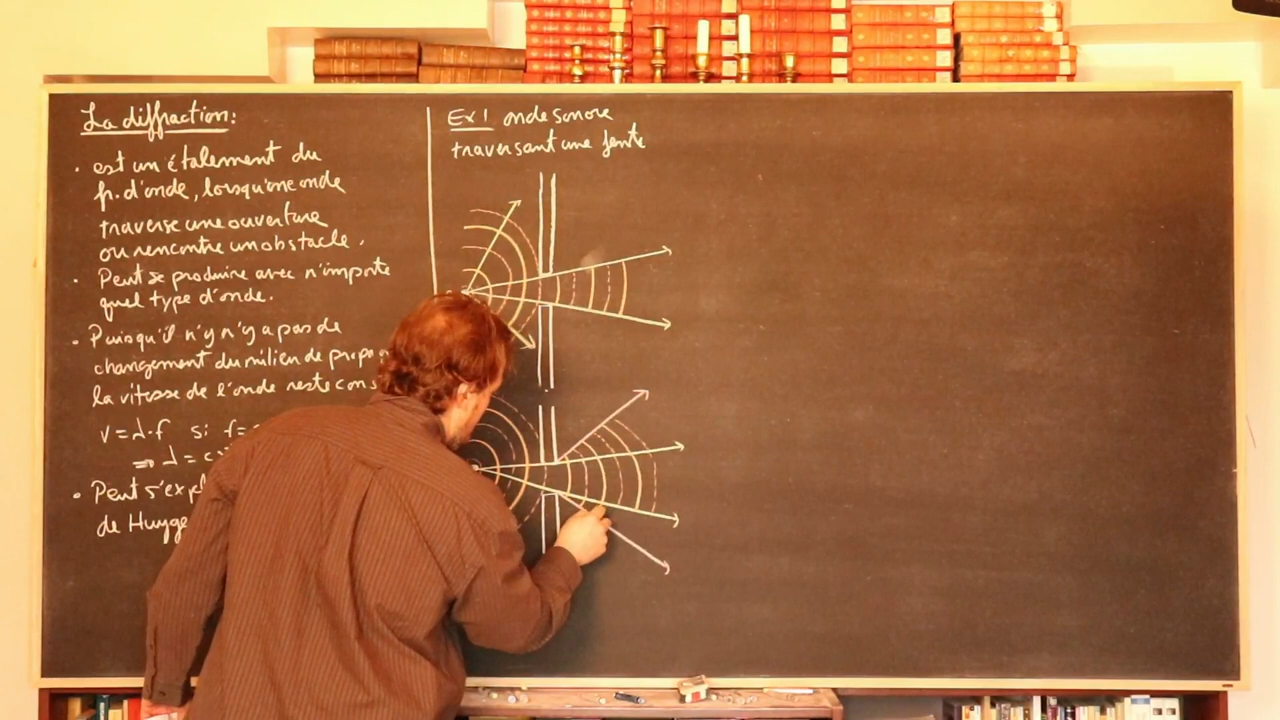 La diffraction:
• est un étalement du
fr. d'onde, lorsqu'une onde
traverse une ouverture
ou rencontre un obstacle.
• Peut se produire avec n'importe
quel type d'onde.
• Puisqu'il n'y n'y a pas de
changement du milieu de propa
la vitesse de l'onde reste cons
v = λ·f si f=
⇒ λ = c
• Peut s'expl
de Huyge
Ex 1 onde sonore
traversant une fente